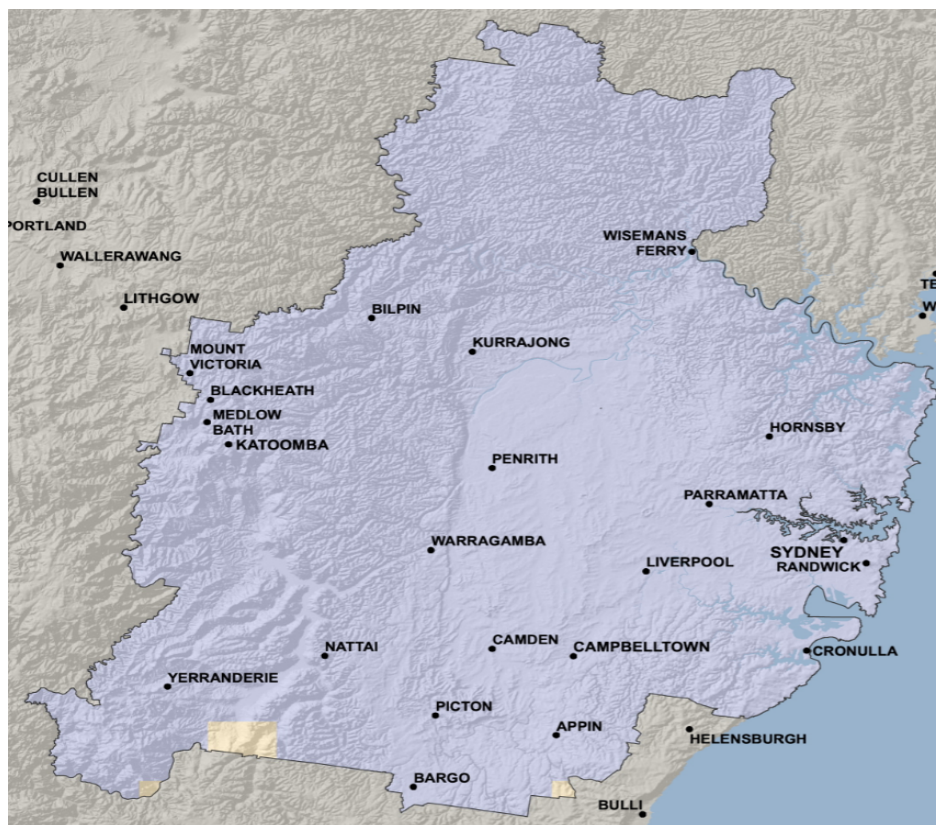 CULLEN
BULLEN
PORTLAND
WALLERAWANG
LITHGOW
WISEMANS
FERRY
TE
W
BILPIN
KURRAJONG
MOUNT
VICTORIA
BLACKHEATH
MEDLOW
BATH
KATOOMBA
HORNSBY
PENRITH
PARRAMATTA
WARRAGAMBA
SYDNEY
RANDWICK
LIVERPOOL
NATTAI
CAMDEN
CAMPBELLTOWN
CRONULLA
YERRANDERIE
PICTON
APPIN
HELENSBURGH
BARGO
BULLI